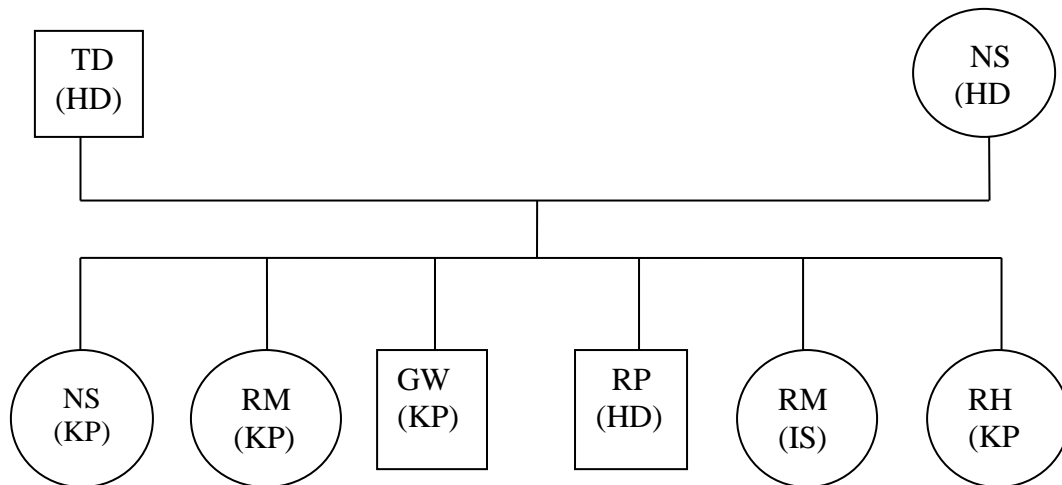 TD
(HD)
NS
(HD
NS
(KP)
RM
(KP)
GW
(KP)
RP
(HD)
RM
(IS)
RH
(KP